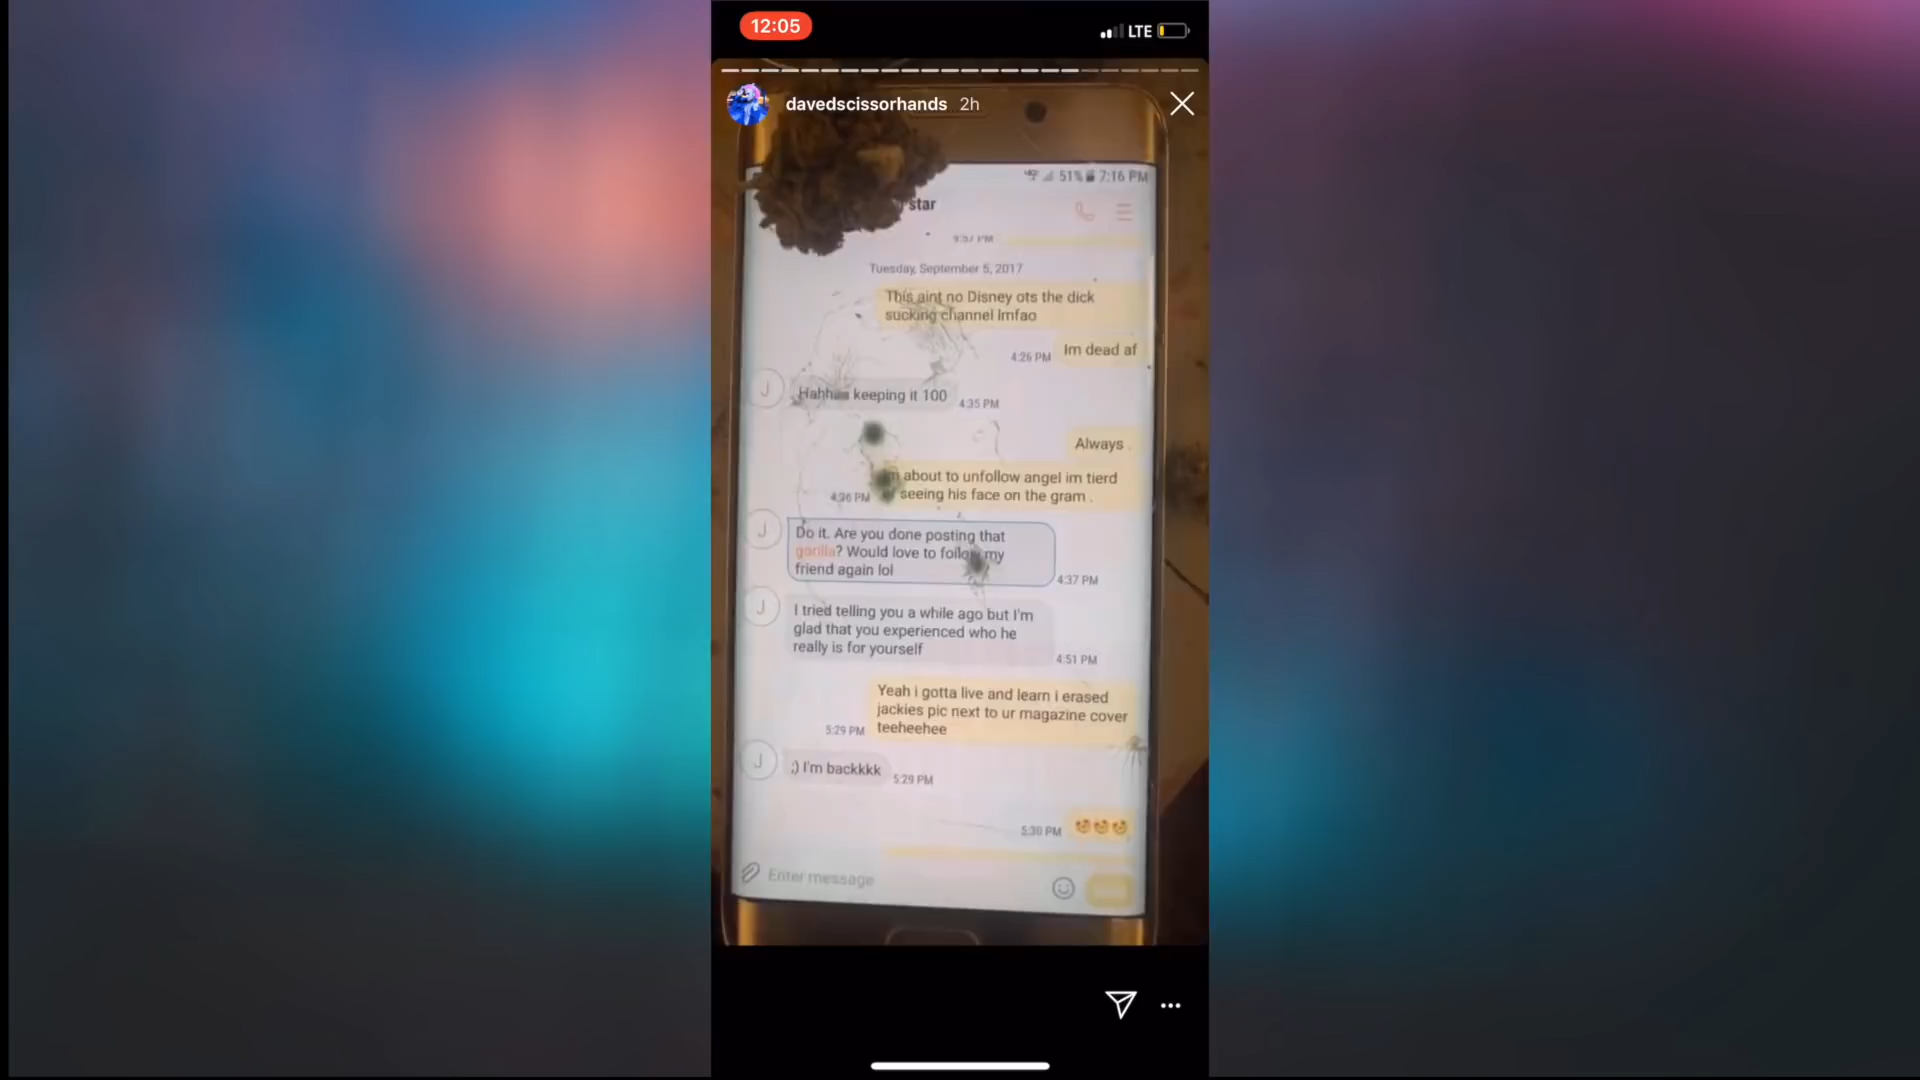 12:05
LTE
davedscissorhands 2h
51% 7:16 PM
star
9:57 PM
Tuesday, September 5, 2017
This aint no Disney ots the dick
sucking channel lmfao
4:26 PM
Im dead af
J
keeping it 100
4:35 PM
Always .
about to unfollow angel im tierd
4:36 PM
seeing his face on the gram .
J
Do it. Are you done posting that
gorilla? Would love to follow my
friend again lol
4:37 PM
J
I tried telling you a while ago but I'm
glad that you experienced who he
really is for yourself
4:51 PM
Yeah i gotta live and learn i erased
jackies pic next to ur magazine cover
teeheehee
5:29 PM
J
;) I'm backkkk
5:29 PM
5:30 PM
Enter message